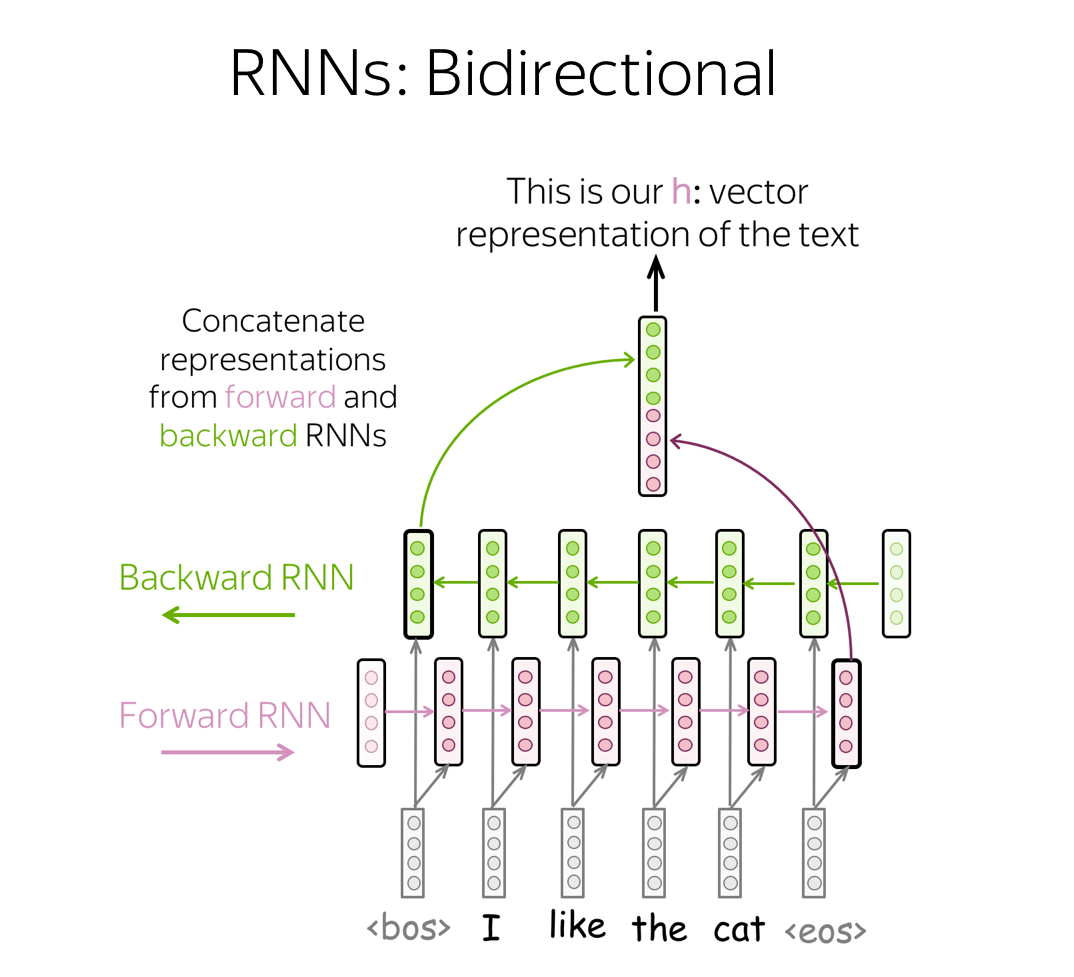 RNNs: Bidirectional
This is our h: vector
representation of the text
Concatenate
representations
from forward and
backward RNNs
Backward RNN
Forward RNN
<bos> I like the cat <eos>